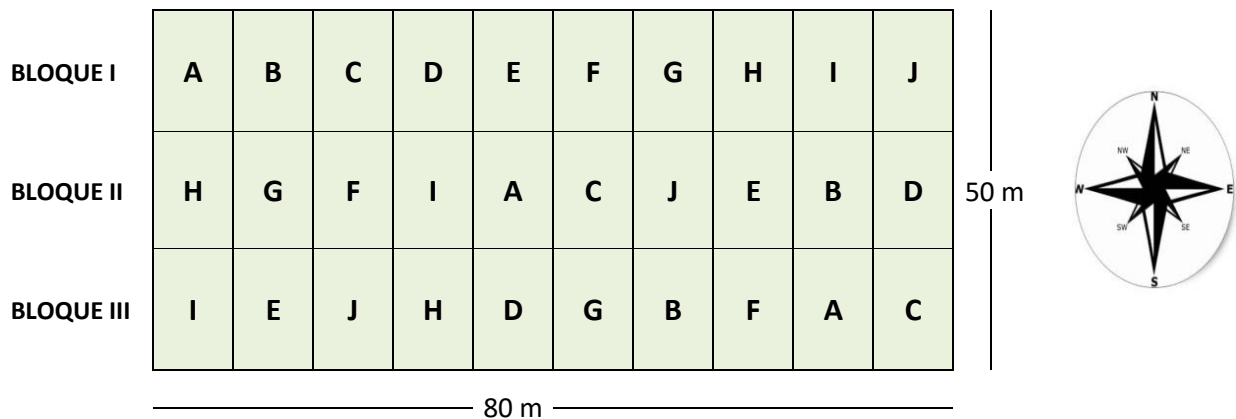 BLOQUE I A B C D E F G H I J
BLOQUE II H G F I A C J E B D
BLOQUE III I E J H D G B F A C
50 m
80 m
N
NW NE
W E
SW SE
S